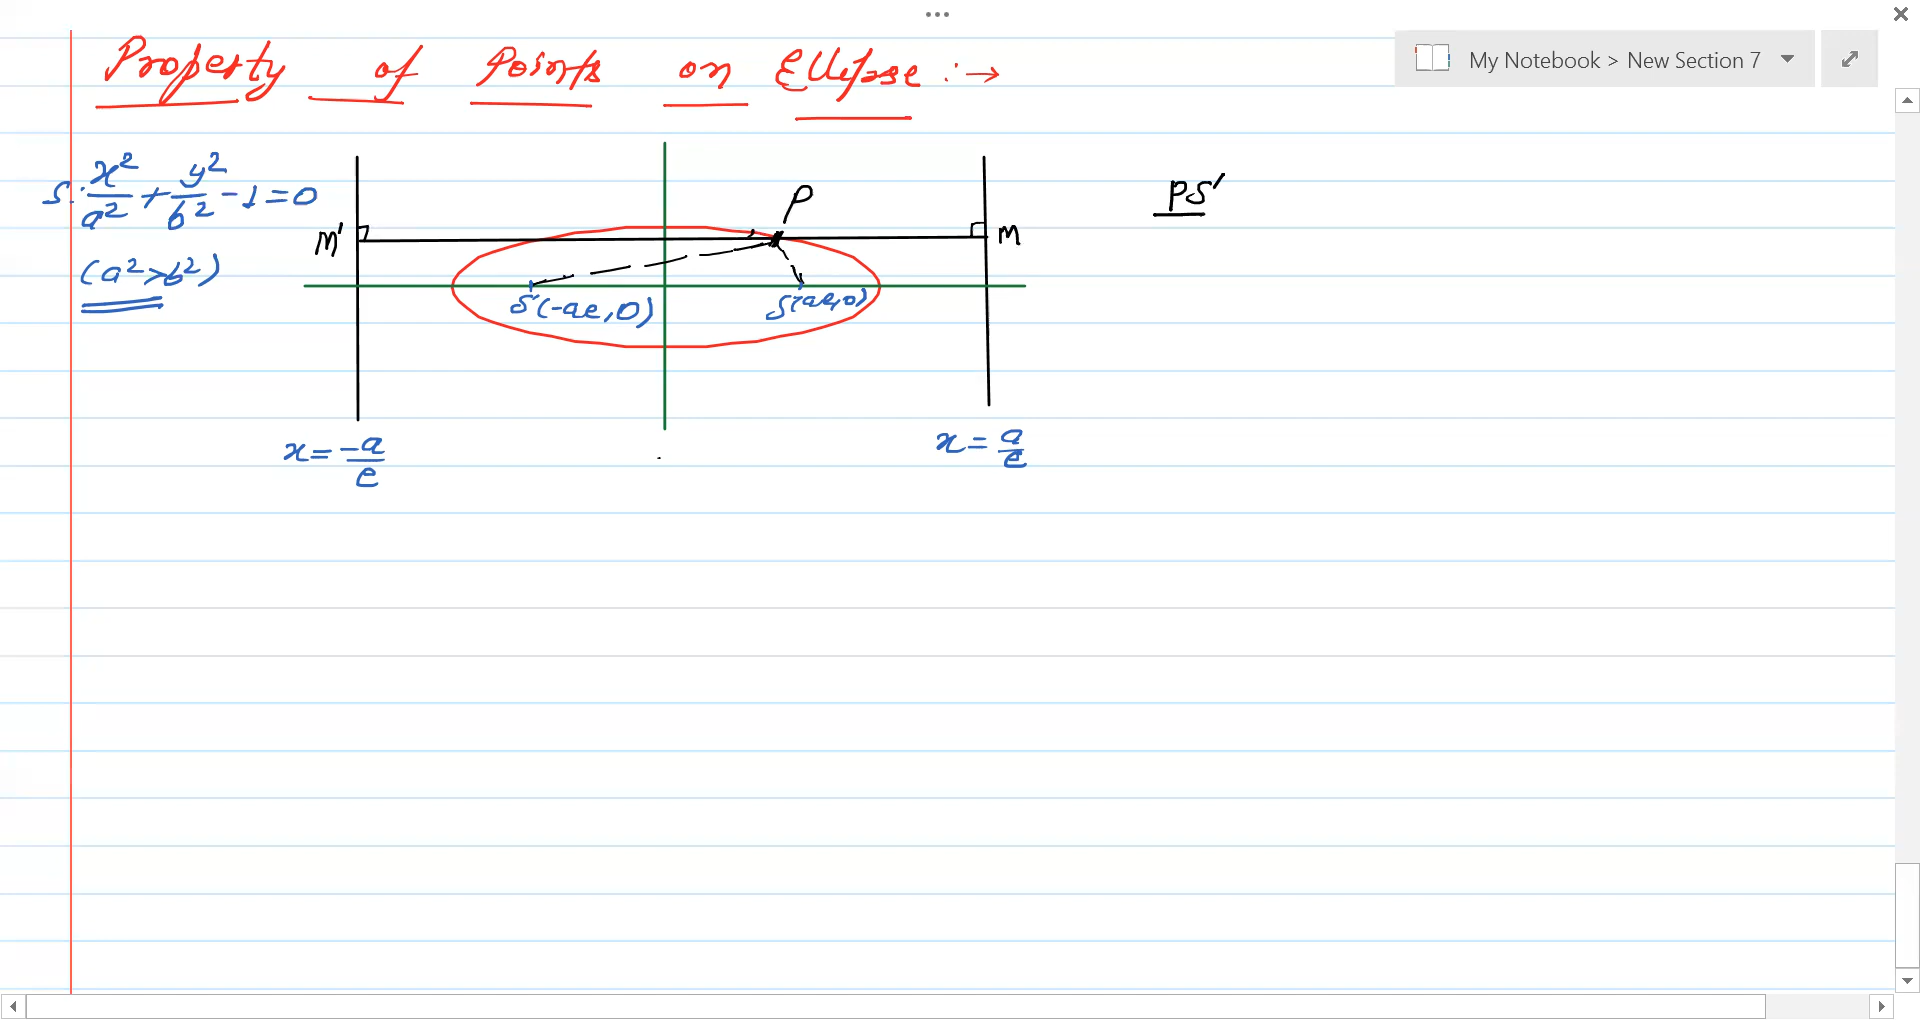 My Notebook > New Section 7
Property of Points on Ellipse :→
S: x²/a² + y²/b² - 1 = 0
(a² > b²)
P
PS'
M'
M
S'(-ae, 0)
S(ae, 0)
x = -a/e
x = a/e